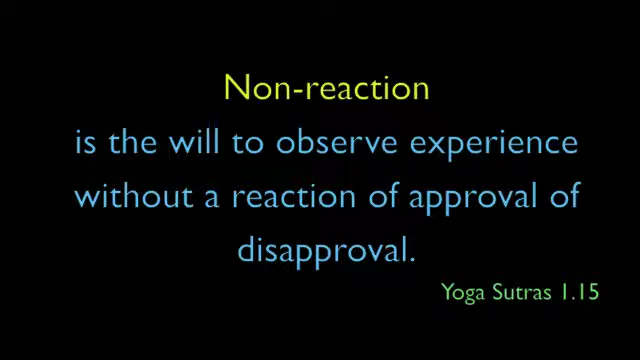 Non-reaction
is the will to observe experience
without a reaction of approval of
disapproval.
Yoga Sutras 1.15